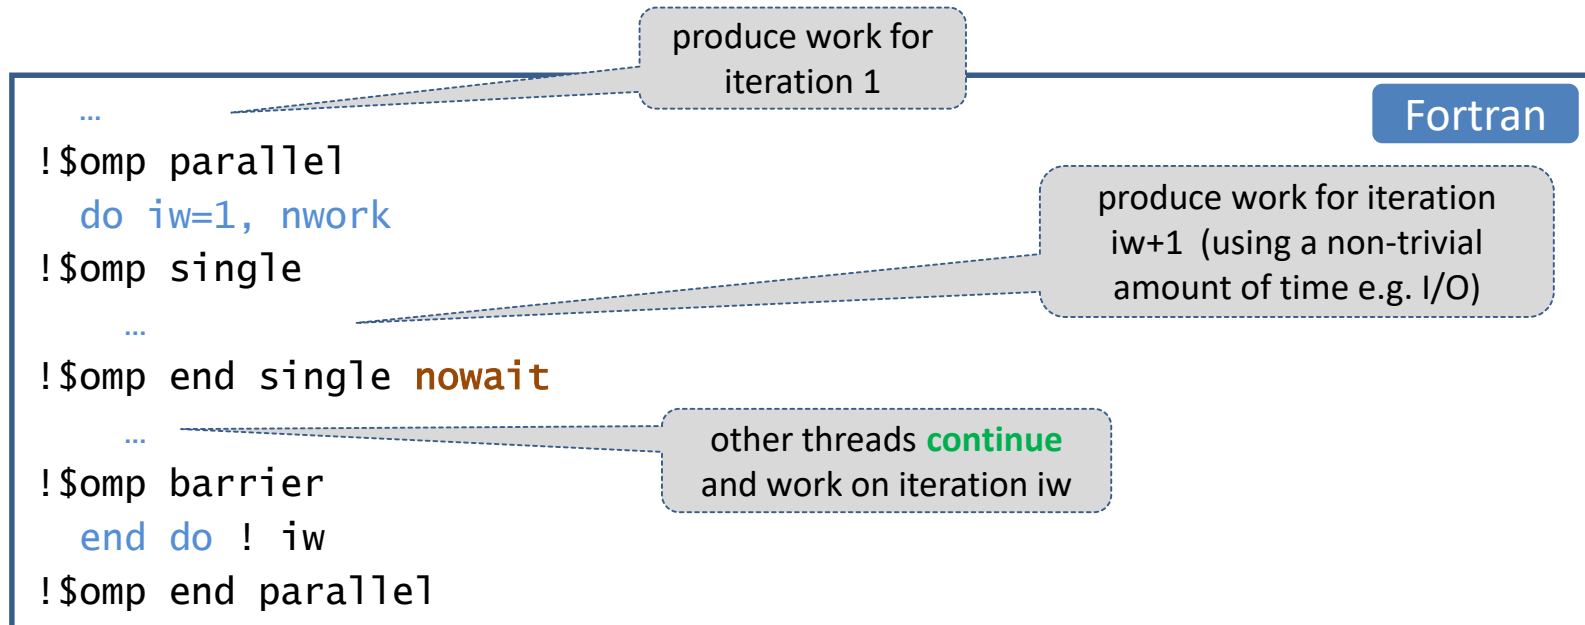 produce work for
iteration 1
…
Fortran
!$omp parallel
do iw=1, nwork
produce work for iteration
iw+1 (using a non-trivial
amount of time e.g. I/O)
!$omp single
…
!$omp end single nowait
…
other threads continue
and work on iteration iw
!$omp barrier
end do ! iw
!$omp end parallel